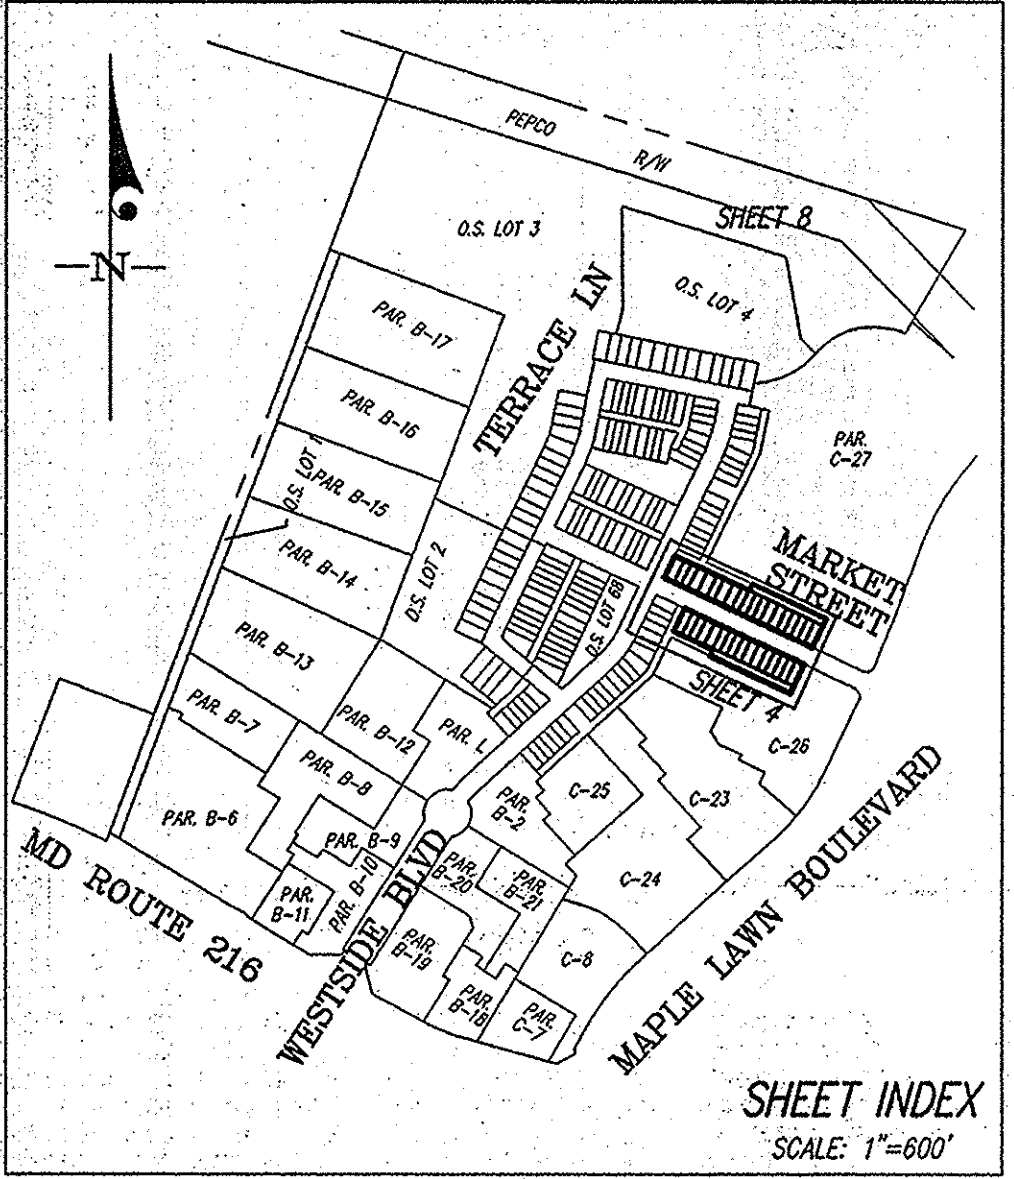 PEPCO
R/W
SHEET 8
O.S. LOT 3
-N-
O.S. LOT 4
TERRACE LN
PAR. B-17
PAR. B-16
PAR.
C-27
O.S. LOT 1
PAR. B-15
MARKET
STREET
PAR. B-14
O.S. LOT 2
O.S. LOT 68
PAR. B-13
SHEET 4
PAR. B-7
PAR. B-12
PAR. L
C-26
PAR. B-8
C-25
C-23
PAR.
B-2
PAR. B-6
PAR. B-9
MD ROUTE 216
PAR. B-10
PAR.
B-20
PAR.
B-21
C-24
PAR.
B-11
WESTSIDE BLVD
PAR.
B-19
C-8
MAPLE LAWN BOULEVARD
PAR.
B-18
PAR.
C-7
SHEET INDEX
SCALE: 1"=600'